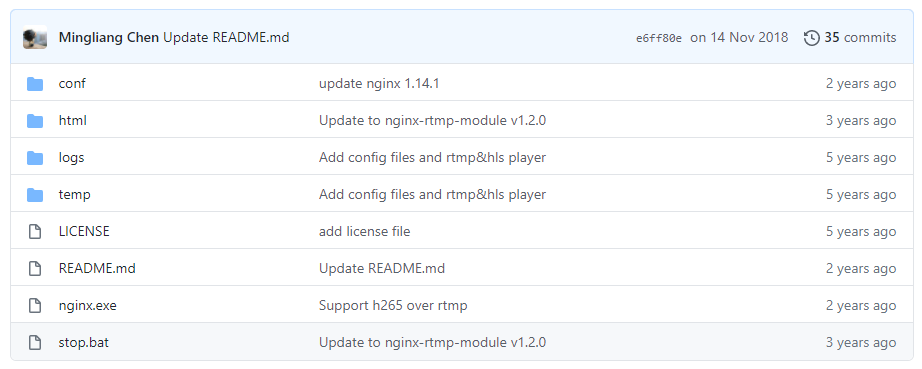 Mingliang Chen Update README.md e6ff80e on 14 Nov 2018 35 commits
conf update nginx 1.14.1 2 years ago
html Update to nginx-rtmp-module v1.2.0 3 years ago
logs Add config files and rtmp&hls player 5 years ago
temp Add config files and rtmp&hls player 5 years ago
LICENSE add license file 5 years ago
README.md Update README.md 2 years ago
nginx.exe Support h265 over rtmp 2 years ago
stop.bat Update to nginx-rtmp-module v1.2.0 3 years ago